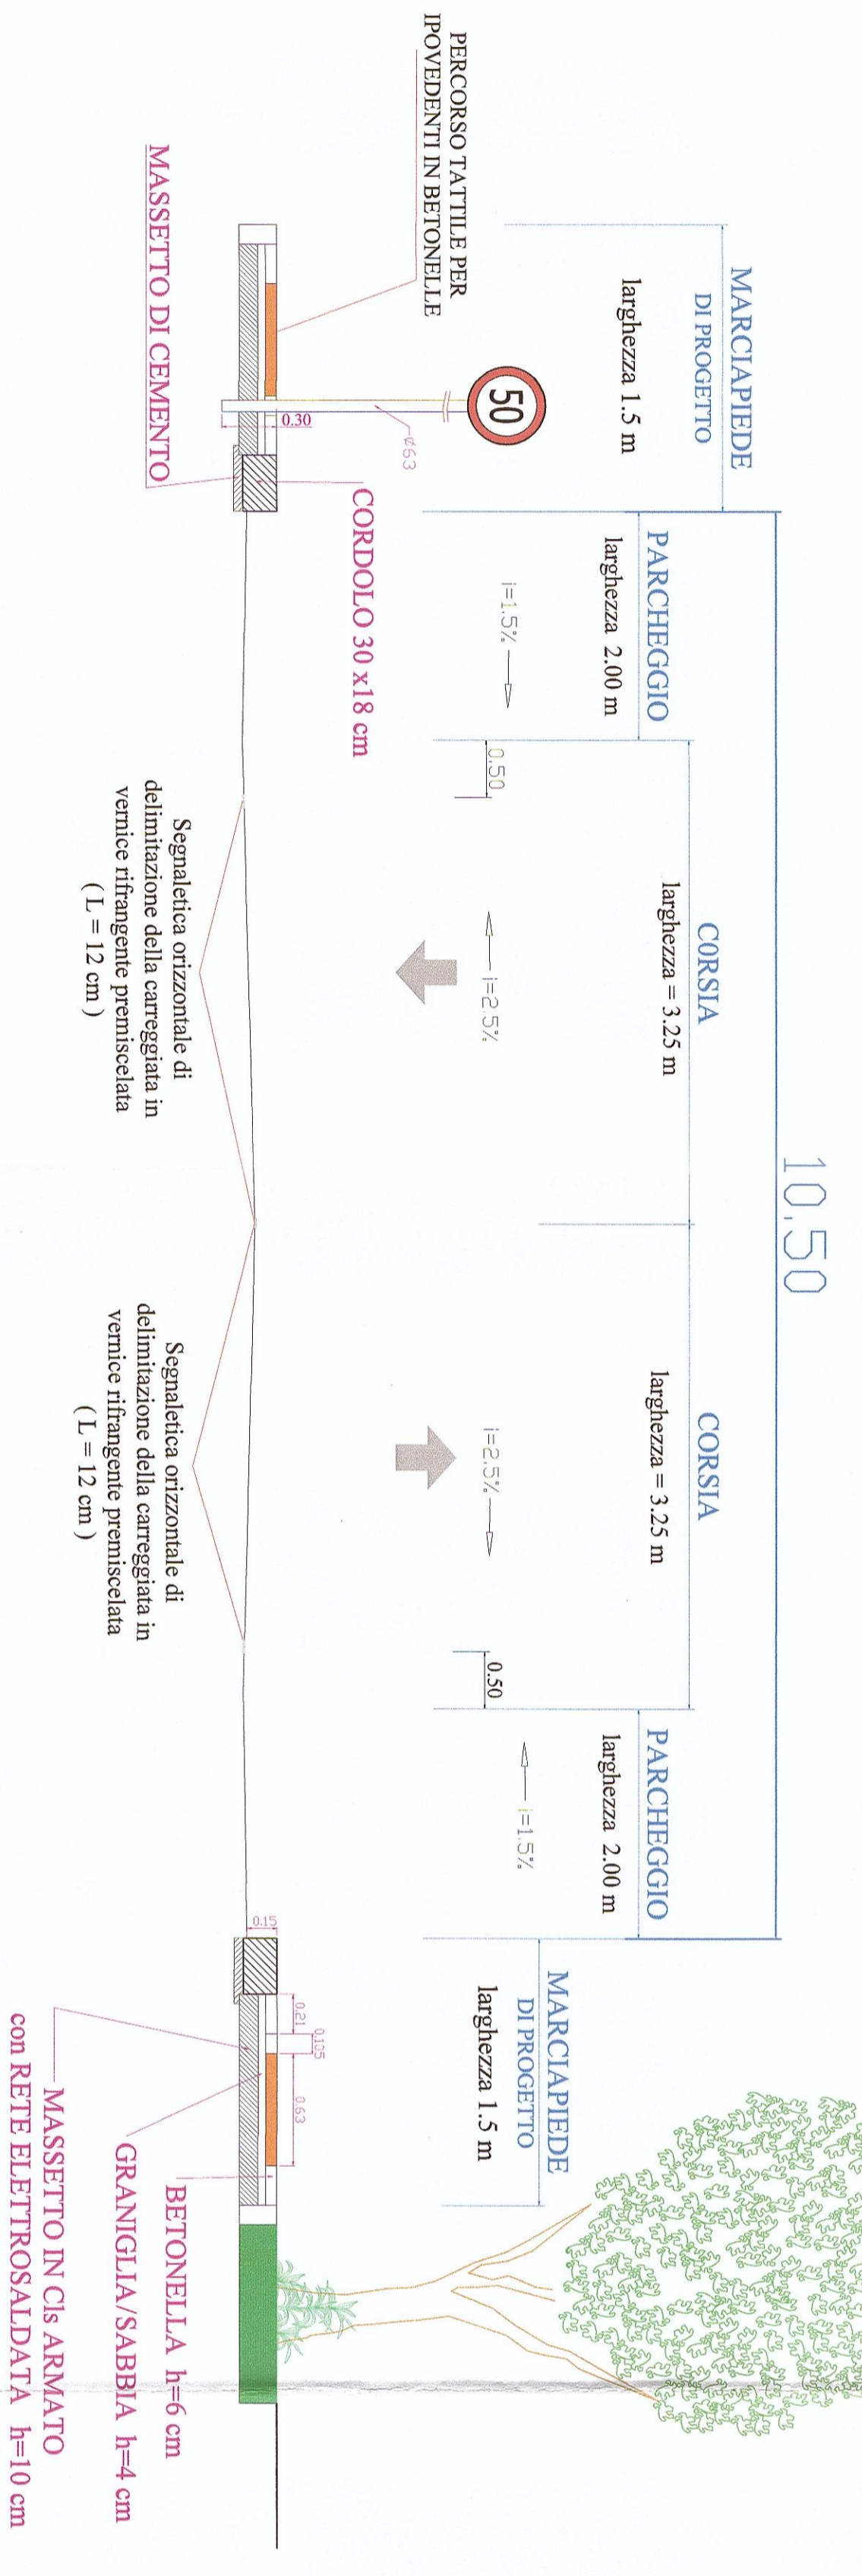 10.50
MARCIAPIEDE
DI PROGETTO
larghezza 1.5 m
PARCHEGGIO
larghezza 2.00 m
CORSIA
larghezza = 3.25 m
CORSIA
larghezza = 3.25 m
PARCHEGGIO
larghezza 2.00 m
MARCIAPIEDE
DI PROGETTO
larghezza 1.5 m
50
i=1.5%
0.50
i=2.5%
i=2.5%
0.50
i=1.5%
PERCORSO TATTILE PER
IPOVEDENTI IN BETONELLE
ø63
0.30
CORDOLO 30 x18 cm
MASSETTO DI CEMENTO
Segnaletica orizzontale di
delimitazione della carreggiata in
vernice rifrangente premiscelata
( L = 12 cm )
Segnaletica orizzontale di
delimitazione della carreggiata in
vernice rifrangente premiscelata
( L = 12 cm )
0.15
0.21
0.105
0.63
BETONELLA h=6 cm
GRANIGLIA/SABBIA h=4 cm
MASSETTO IN Cls ARMATO
con RETE ELETTROSALDATA h=10 cm